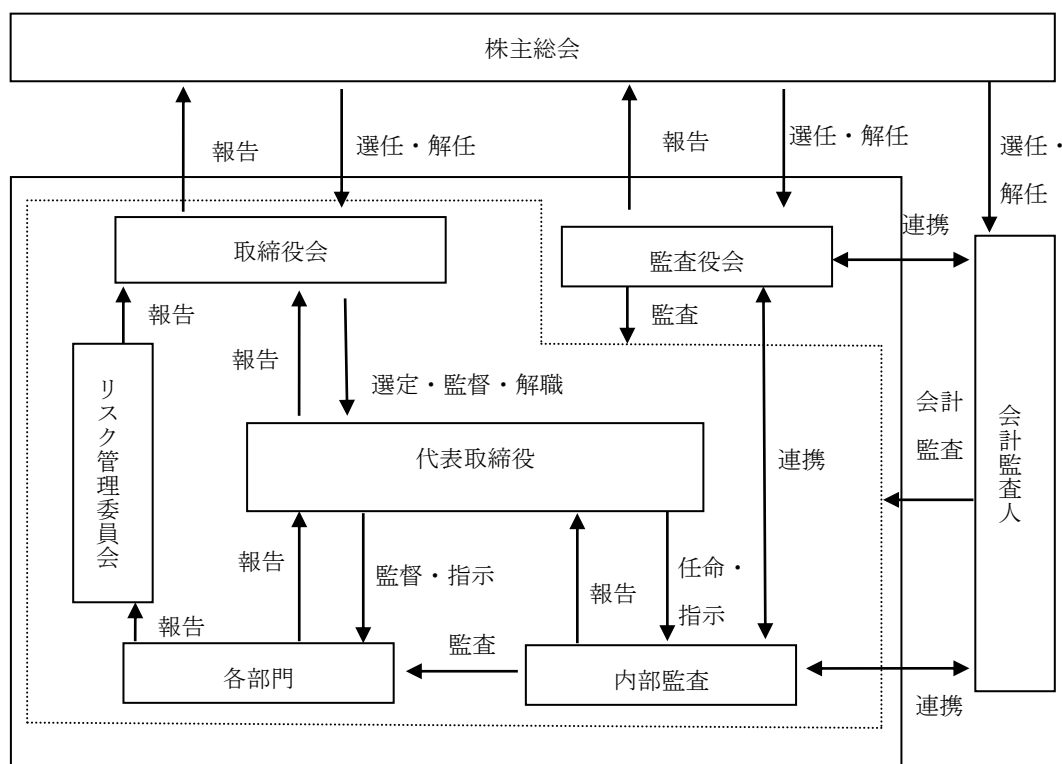 株主総会
報告
選任・解任
報告
選任・解任
選任・
解任
取締役会
監査役会
連携
報告
監査
報告
選定・監督・解職
リスク管理委員会
代表取締役
連携
会計
監査
会計監査人
報告
監督・指示
報告
任命・
指示
報告
監査
各部門
内部監査
連携